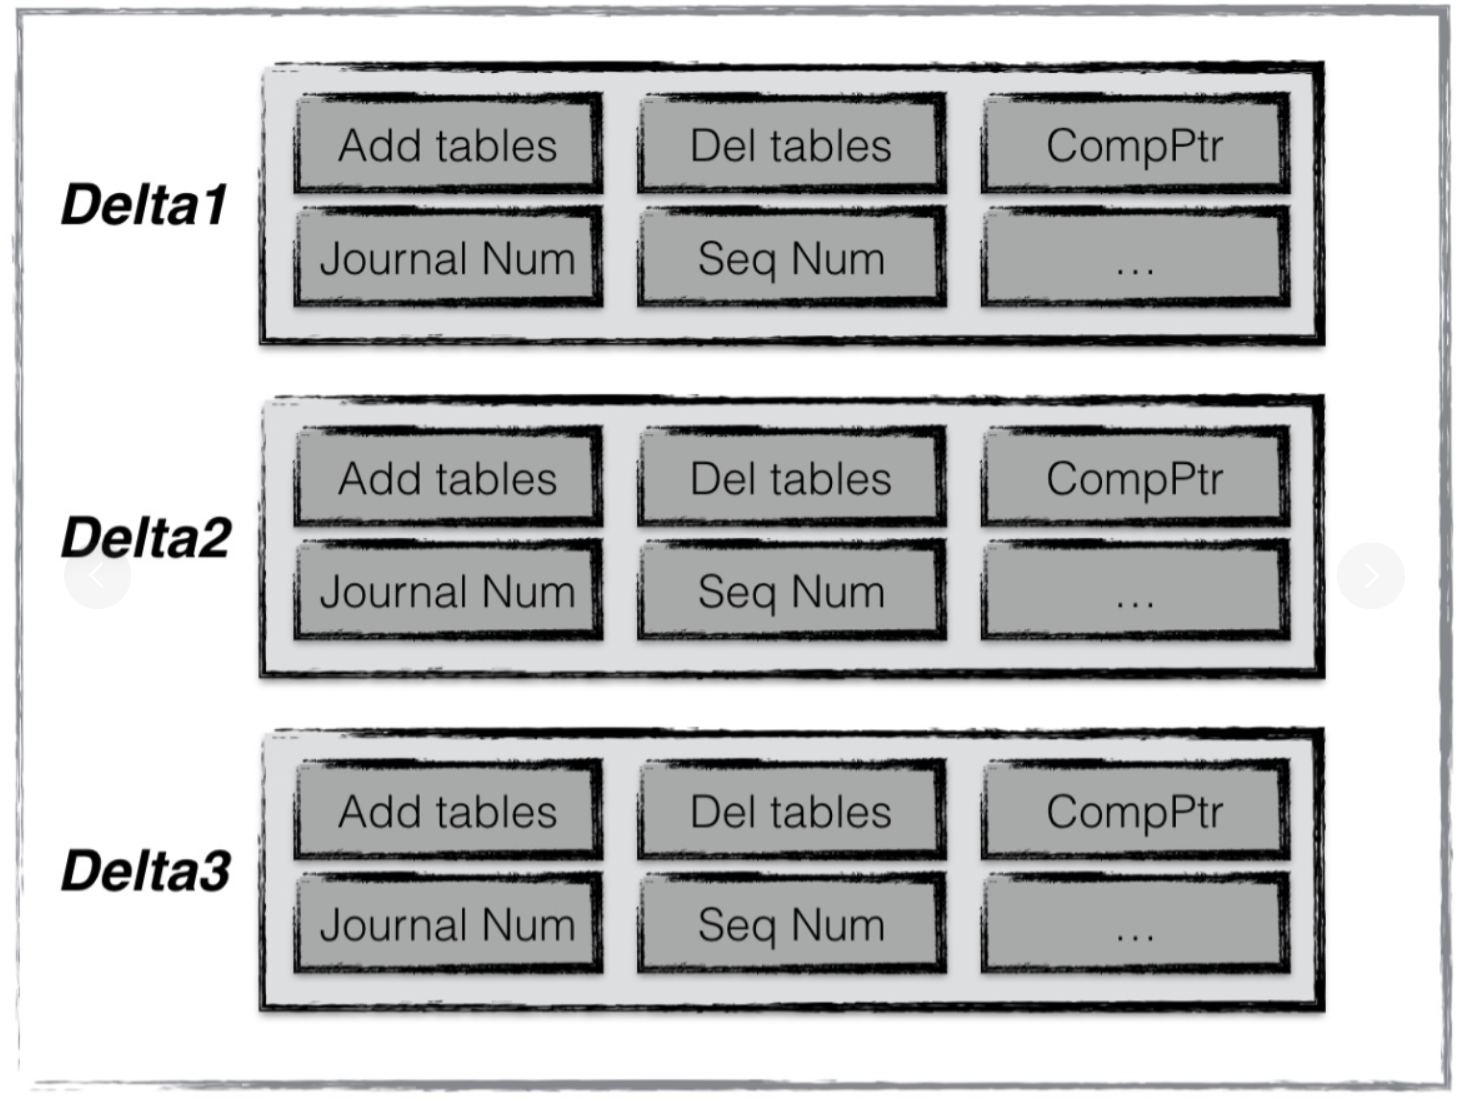 Delta1
Add tables
Del tables
CompPtr
Journal Num
Seq Num
...
Delta2
Add tables
Del tables
CompPtr
Journal Num
Seq Num
...
Delta3
Add tables
Del tables
CompPtr
Journal Num
Seq Num
...